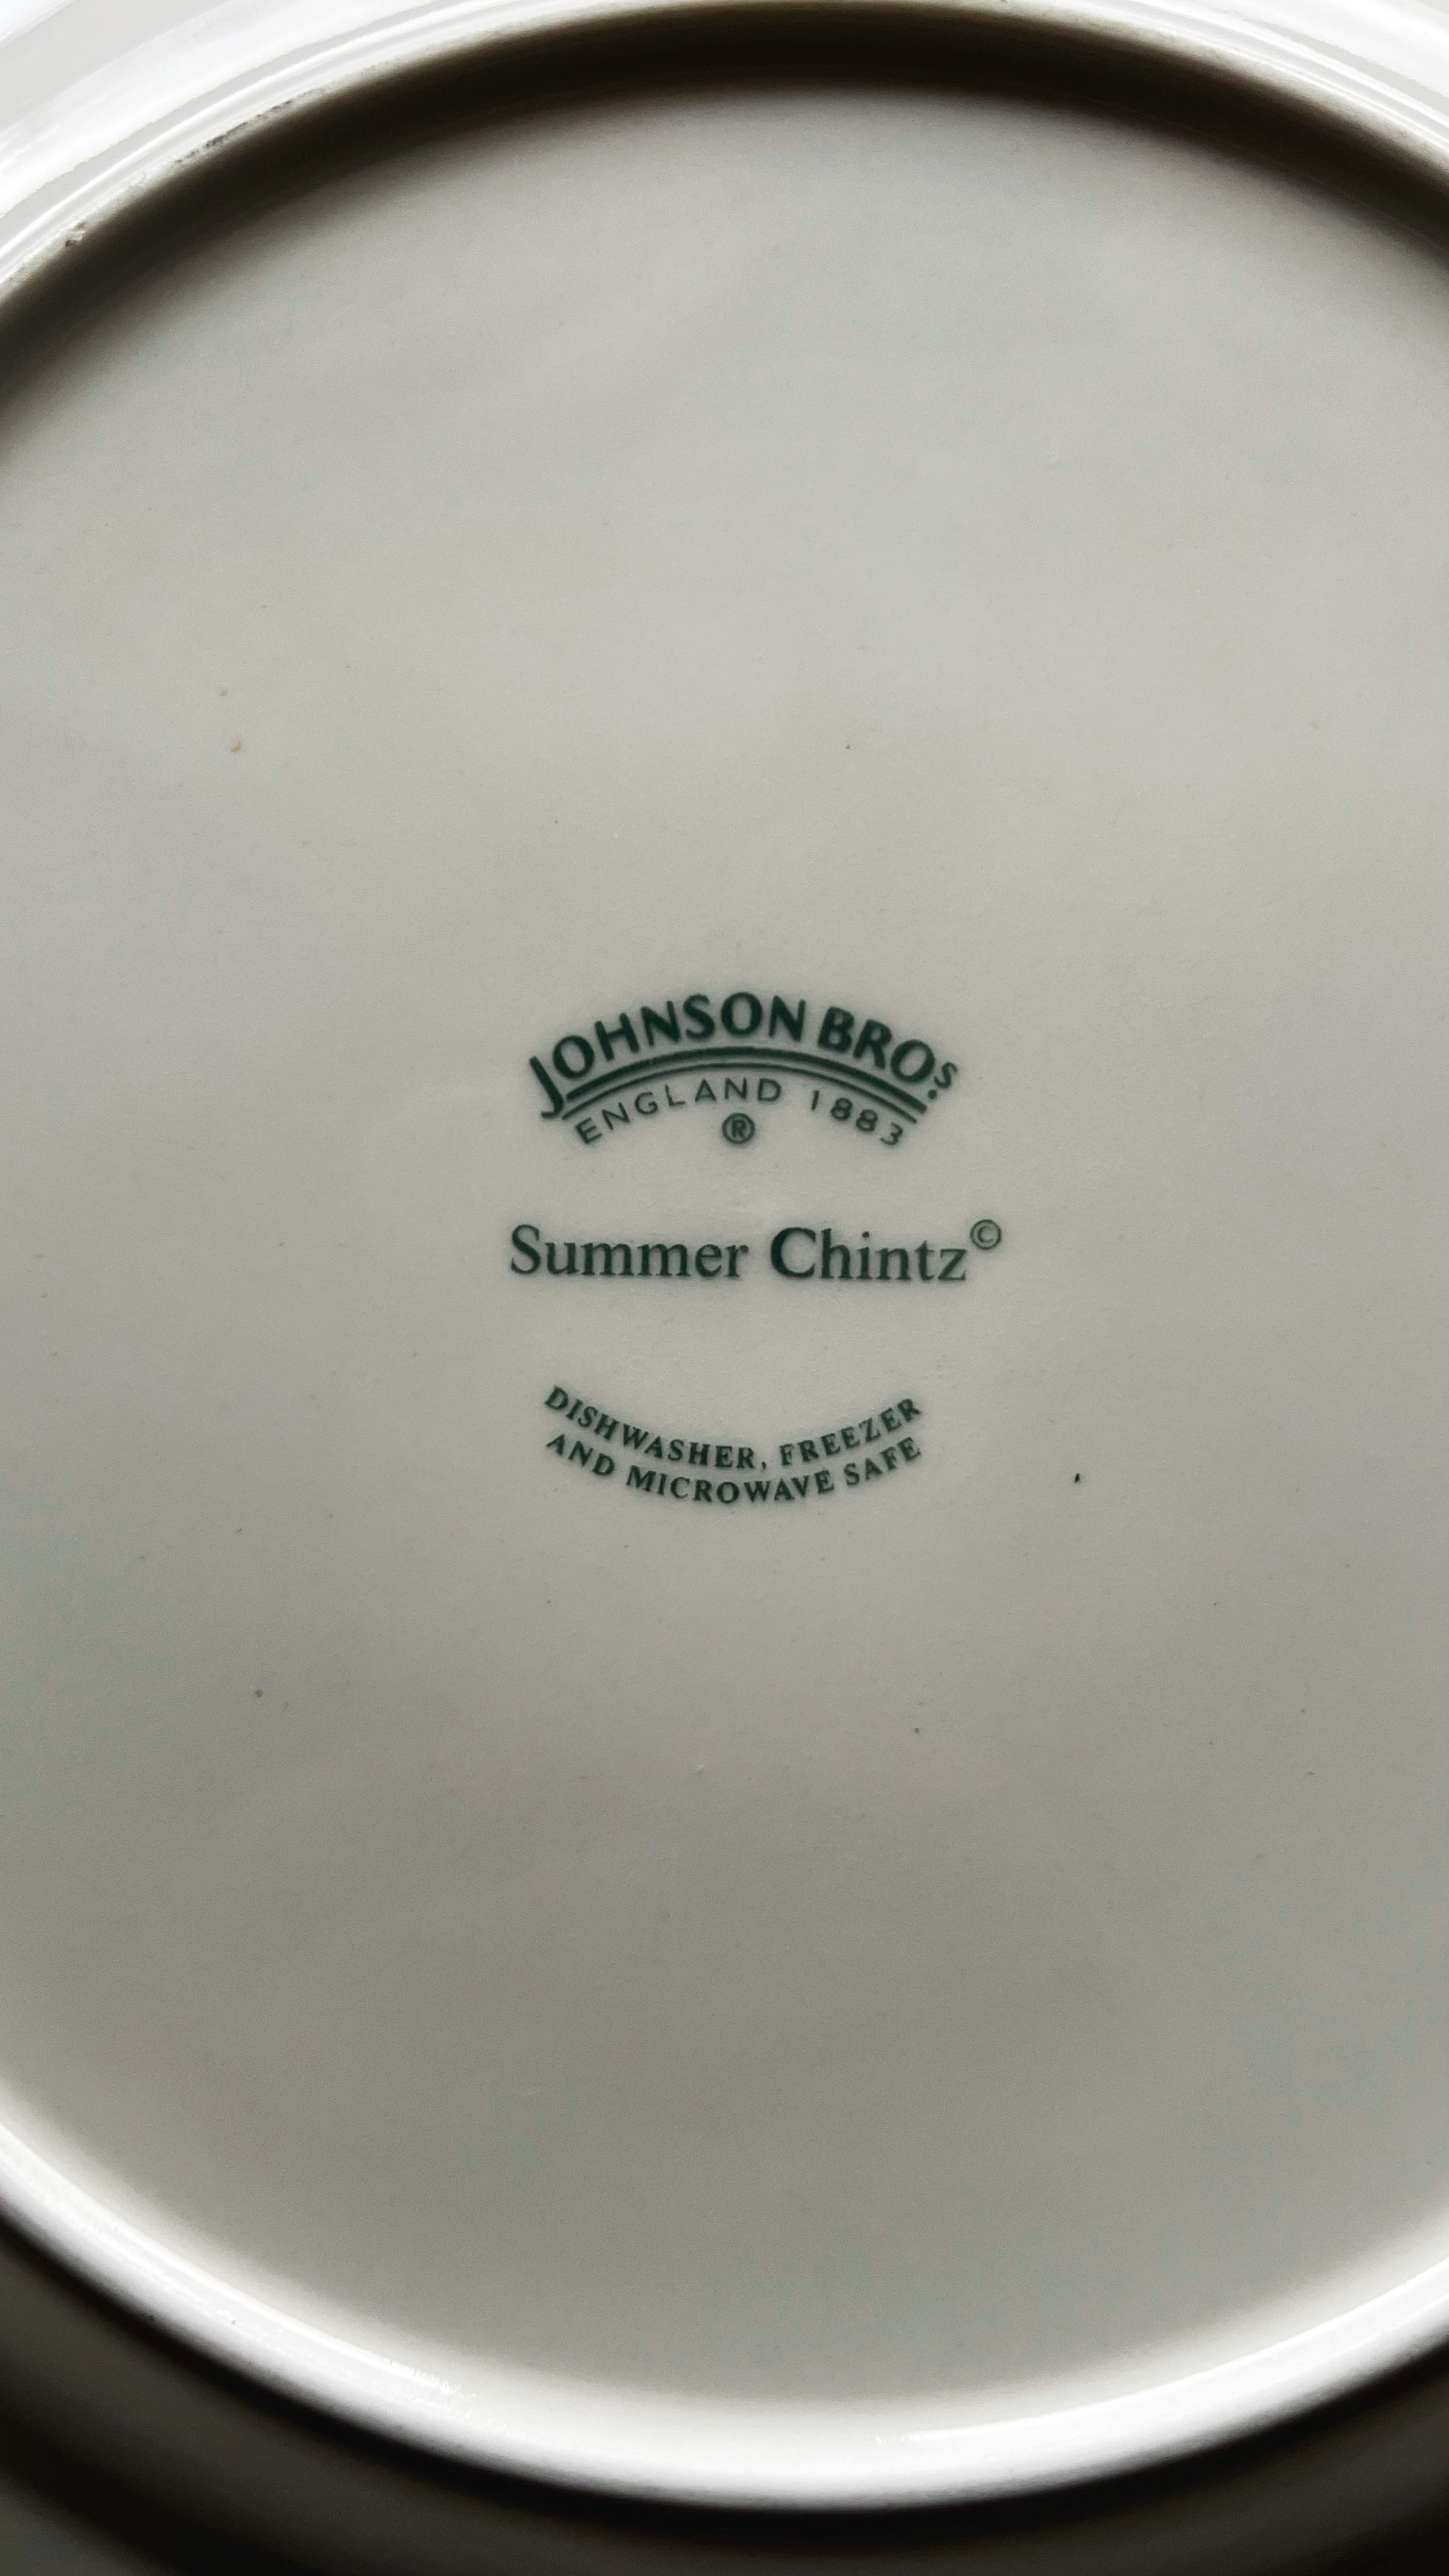 JOHNSON BROS.
ENGLAND 1883
®
Summer Chintz©
DISHWASHER, FREEZER
AND MICROWAVE SAFE